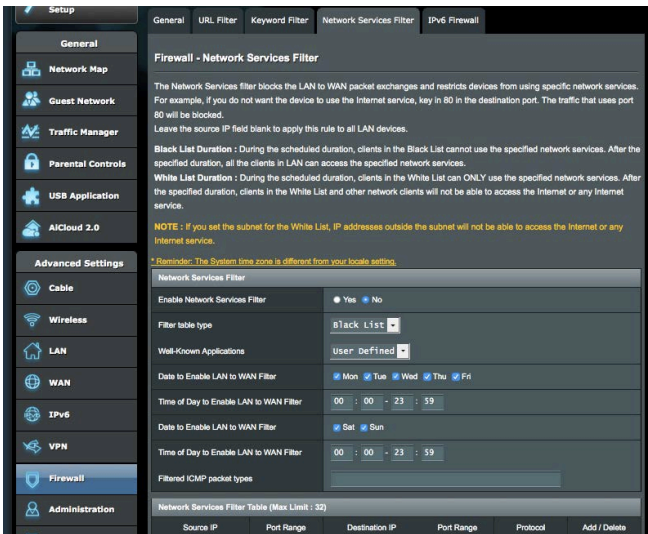 Setup
General
Network Map
Guest Network
Traffic Manager
Parental Controls
USB Application
AiCloud 2.0
Advanced Settings
Cable
Wireless
LAN
WAN
IPv6
VPN
Firewall
Administration
General URL Filter Keyword Filter Network Services Filter IPv6 Firewall
Firewall - Network Services Filter
The Network Services filter blocks the LAN to WAN packet exchanges and restricts devices from using specific network services.
For example, if you do not want the device to use the Internet service, key in 80 in the destination port. The traffic that uses port
80 will be blocked.
Leave the source IP field blank to apply this rule to all LAN devices.
Black List Duration : During the scheduled duration, clients in the Black List cannot use the specified network services. After the
specified duration, all the clients in LAN can access the specified network services.
White List Duration : During the scheduled duration, clients in the White List can ONLY use the specified network services. After
the specified duration, clients in the White List and other network clients will not be able to access the Internet or any Internet
service.
NOTE : If you set the subnet for the White List, IP addresses outside the subnet will not be able to access the Internet or any
Internet service.
* Reminder: The System time zone is different from your locale setting.
Network Services Filter
Enable Network Services Filter Yes No
Filter table type Black List
Well-Known Applications User Defined
Date to Enable LAN to WAN Filter Mon Tue Wed Thu Fri
Time of Day to Enable LAN to WAN Filter 00 : 00 - 23 : 59
Date to Enable LAN to WAN Filter Sat Sun
Time of Day to Enable LAN to WAN Filter 00 : 00 - 23 : 59
Filtered ICMP packet types
Network Services Filter Table (Max Limit : 32)
Source IP Port Range Destination IP Port Range Protocol Add / Delete